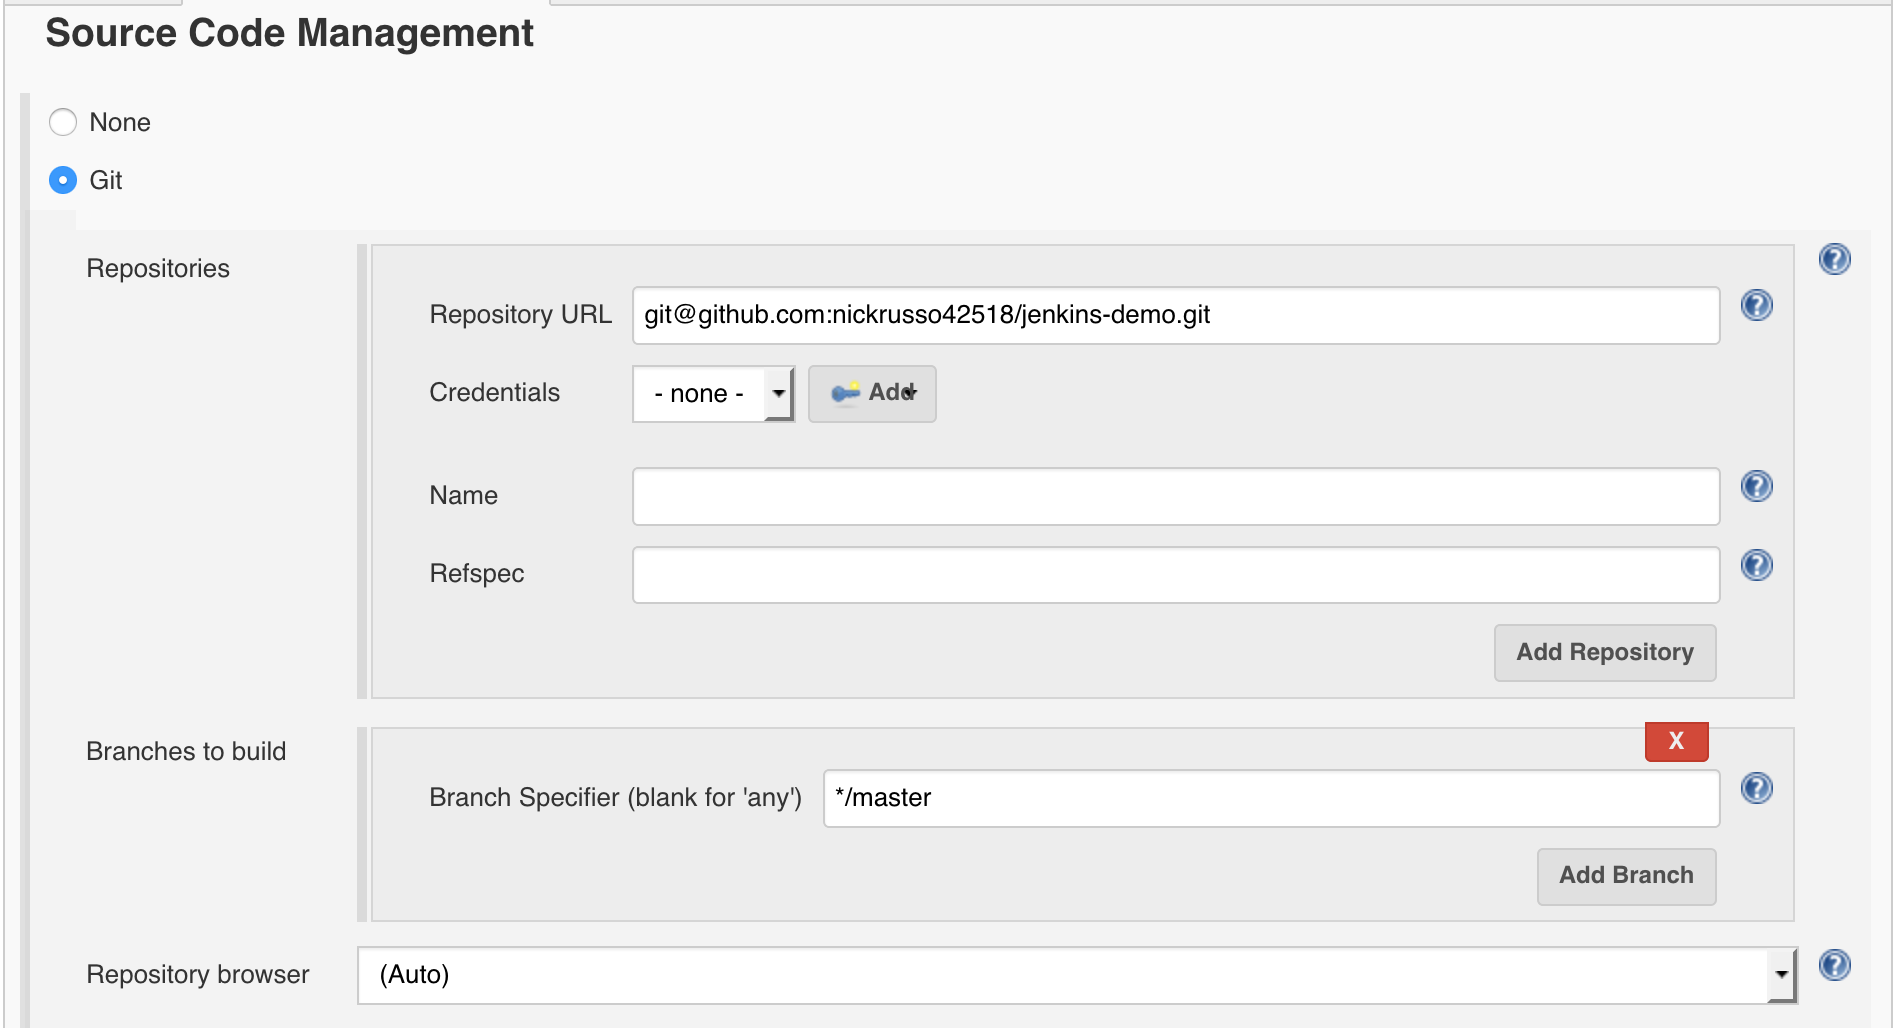 Source Code Management
None
Git
Repositories
Repository URL git@github.com:nickrusso42518/jenkins-demo.git
Credentials - none - Add
Name
Refspec
Add Repository
Branches to build
X
Branch Specifier (blank for 'any') */master
Add Branch
Repository browser (Auto)